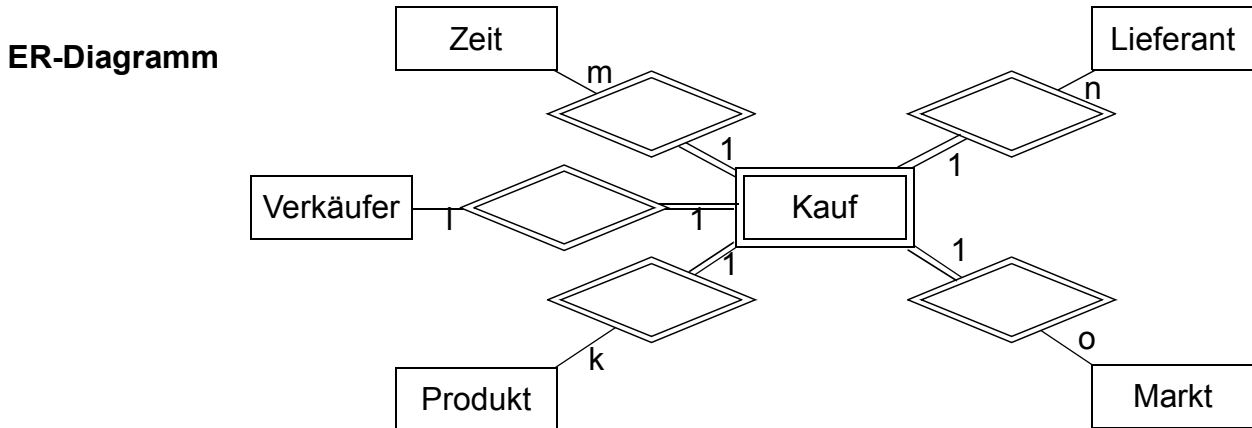 ER-Diagramm
Zeit
Lieferant
m
n
1
1
Verkäufer
l
1
Kauf
1
1
k
o
Produkt
Markt